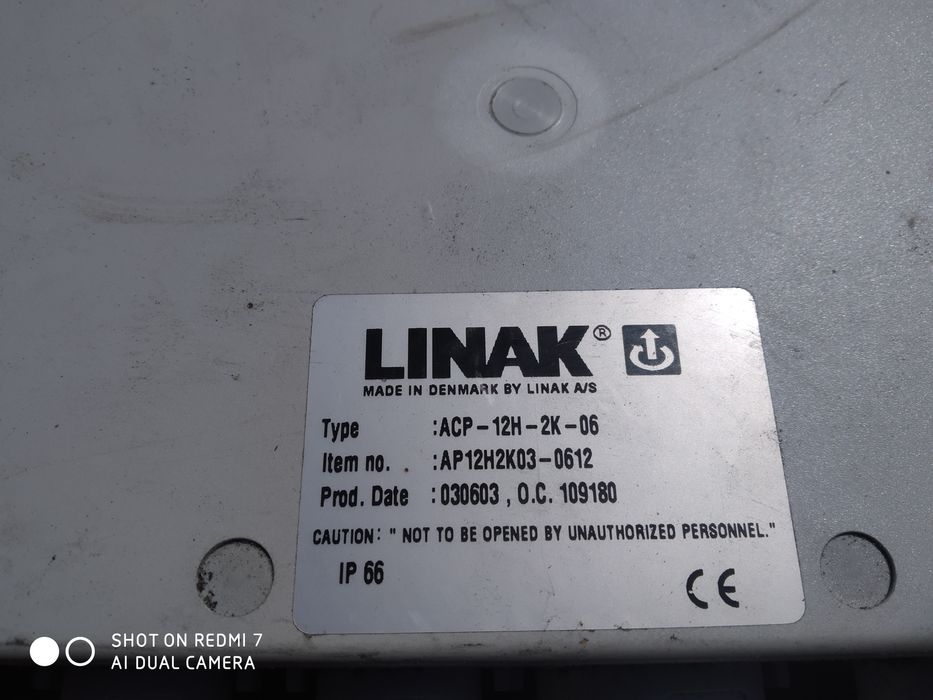 LINAK®
MADE IN DENMARK BY LINAK A/S
Type :ACP-12H-2K-06
Item no. :AP12H2K03-0612
Prod. Date :030603, O.C. 109180
CAUTION: " NOT TO BE OPENED BY UNAUTHORIZED PERSONNEL."
IP 66
CE
SHOT ON REDMI 7
AI DUAL CAMERA